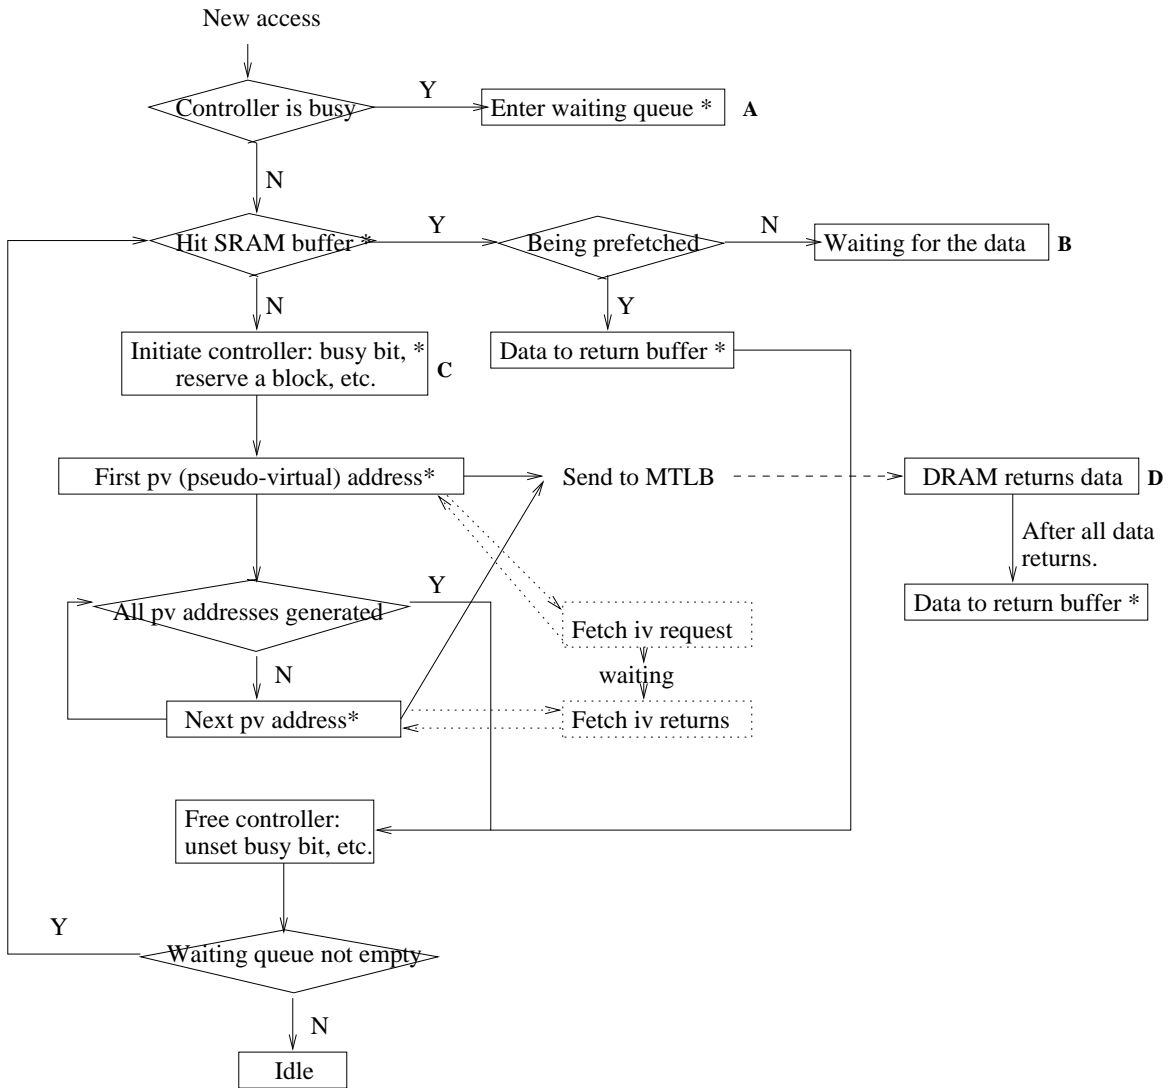 New access
Controller is busy
Y
Enter waiting queue *
A
N
Hit SRAM buffer *
Y
Being prefetched
N
Waiting for the data
B
N
Y
Initiate controller: busy bit, *
reserve a block, etc.
C
Data to return buffer *
First pv (pseudo-virtual) address*
Send to MTLB
DRAM returns data
D
After all data
returns.
All pv addresses generated
Y
Fetch iv request
Data to return buffer *
N
waiting
Next pv address*
Fetch iv returns
Free controller:
unset busy bit, etc.
Y
Waiting queue not empty
N
Idle